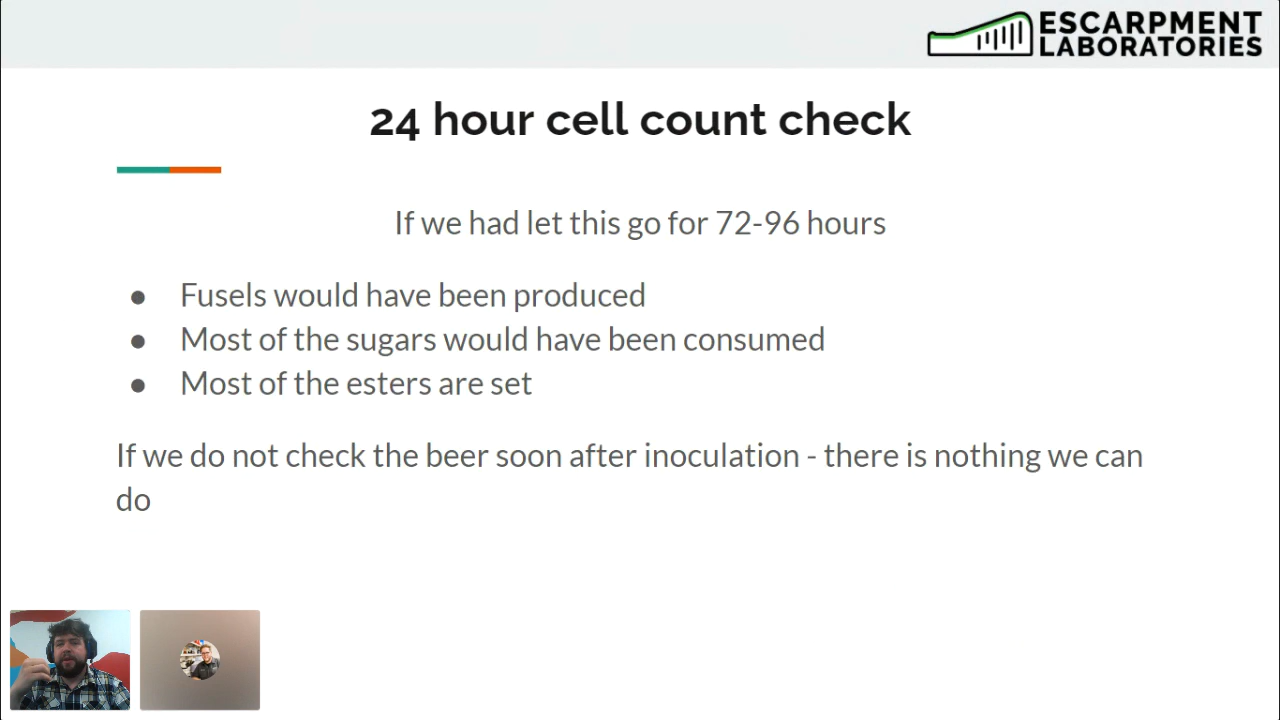 ESCARPMENT
LABORATORIES
24 hour cell count check
If we had let this go for 72-96 hours
● Fusels would have been produced
● Most of the sugars would have been consumed
● Most of the esters are set
If we do not check the beer soon after inoculation - there is nothing we can
do